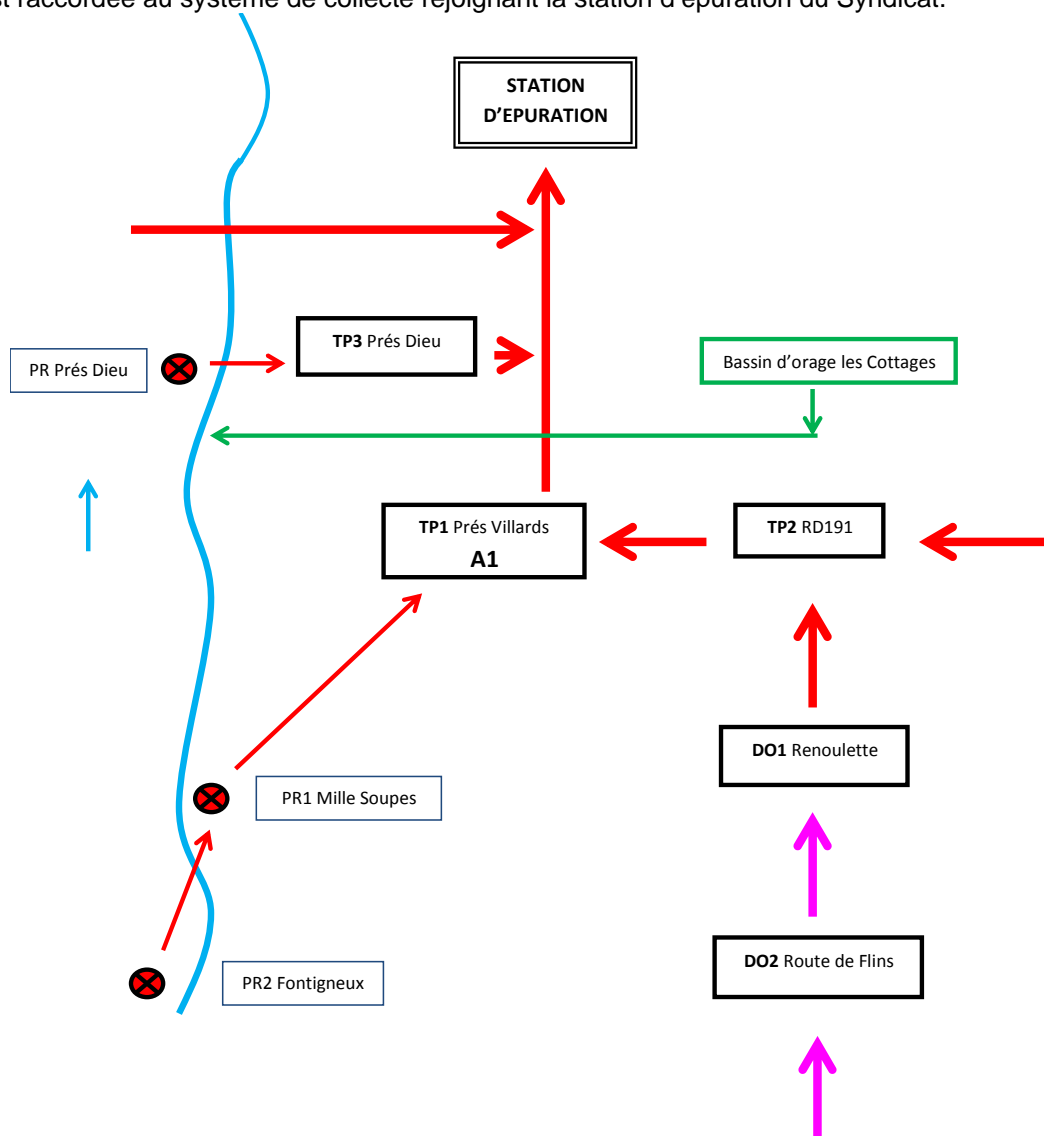 st raccordée au système de collecte rejoignant la station d'épuration du Syndicat.
STATION
D'EPURATION
TP3 Prés Dieu
PR Prés Dieu
Bassin d'orage les Cottages
TP1 Prés Villards
A1
TP2 RD191
DO1 Renoulette
PR1 Mille Soupes
DO2 Route de Flins
PR2 Fontigneux